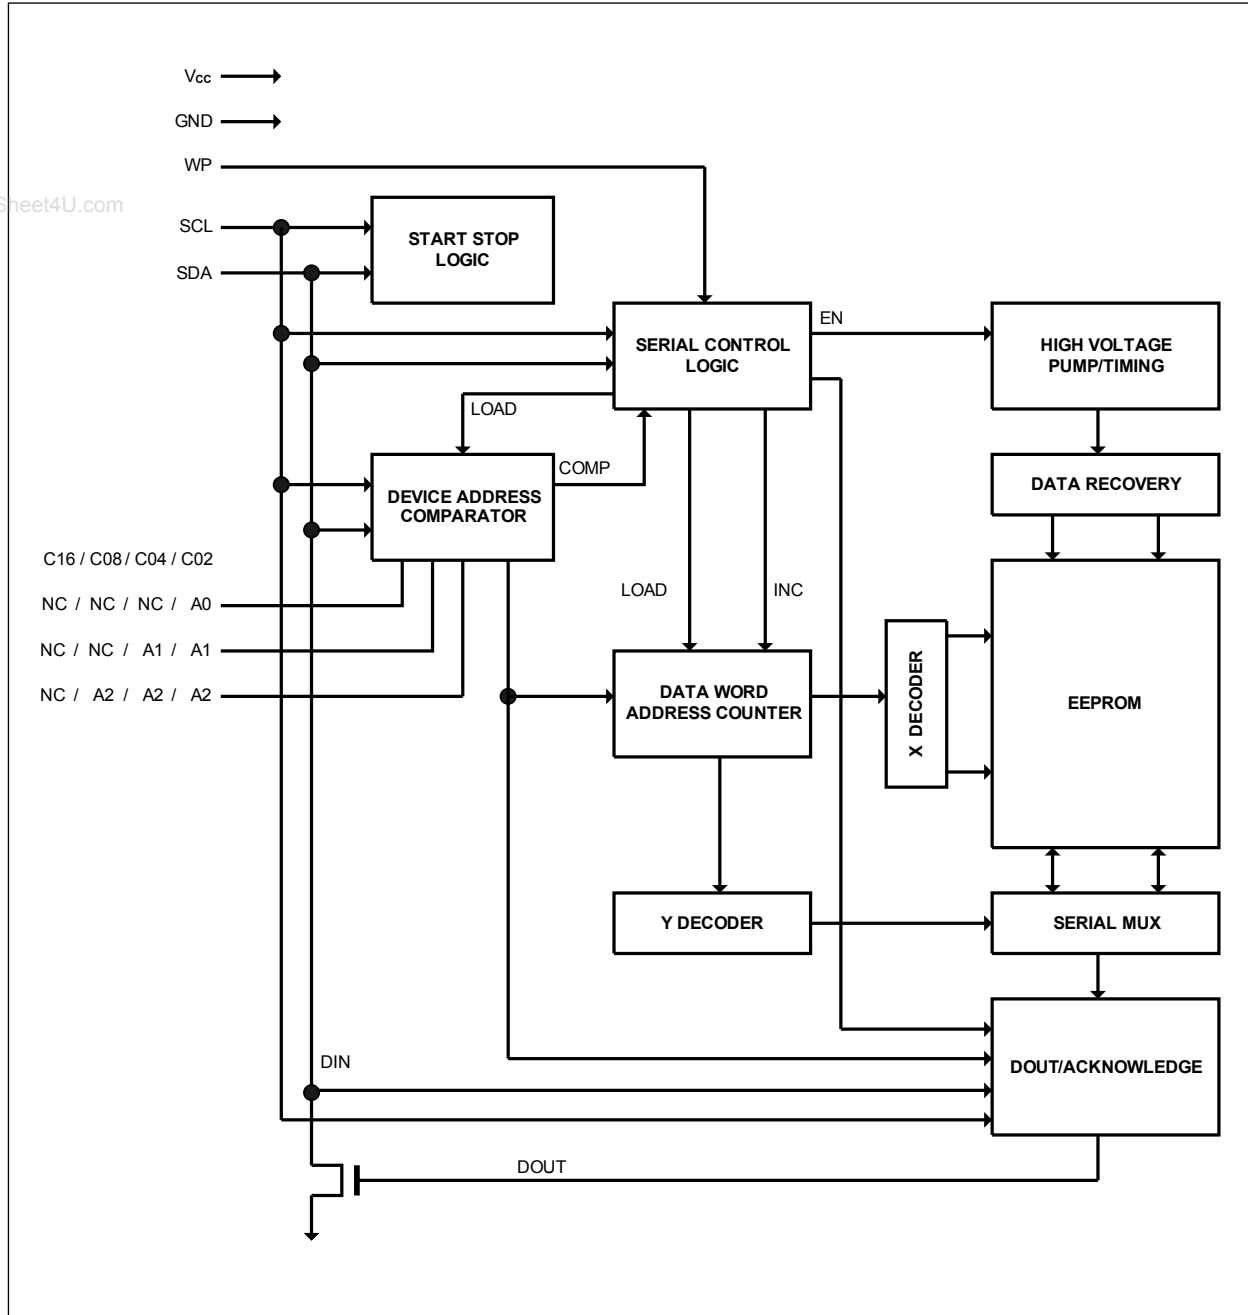 Vcc
GND
WP
Sheet4U.com
SCL
SDA
START STOP
LOGIC
SERIAL CONTROL
LOGIC
EN
HIGH VOLTAGE
PUMP/TIMING
LOAD
COMP
DEVICE ADDRESS
COMPARATOR
DATA RECOVERY
C16 / C08 / C04 / C02
NC / NC / NC / A0
NC / NC / A1 / A1
NC / A2 / A2 / A2
LOAD
INC
DATA WORD
ADDRESS COUNTER
X DECODER
EEPROM
Y DECODER
SERIAL MUX
DIN
DOUT/ACKNOWLEDGE
DOUT